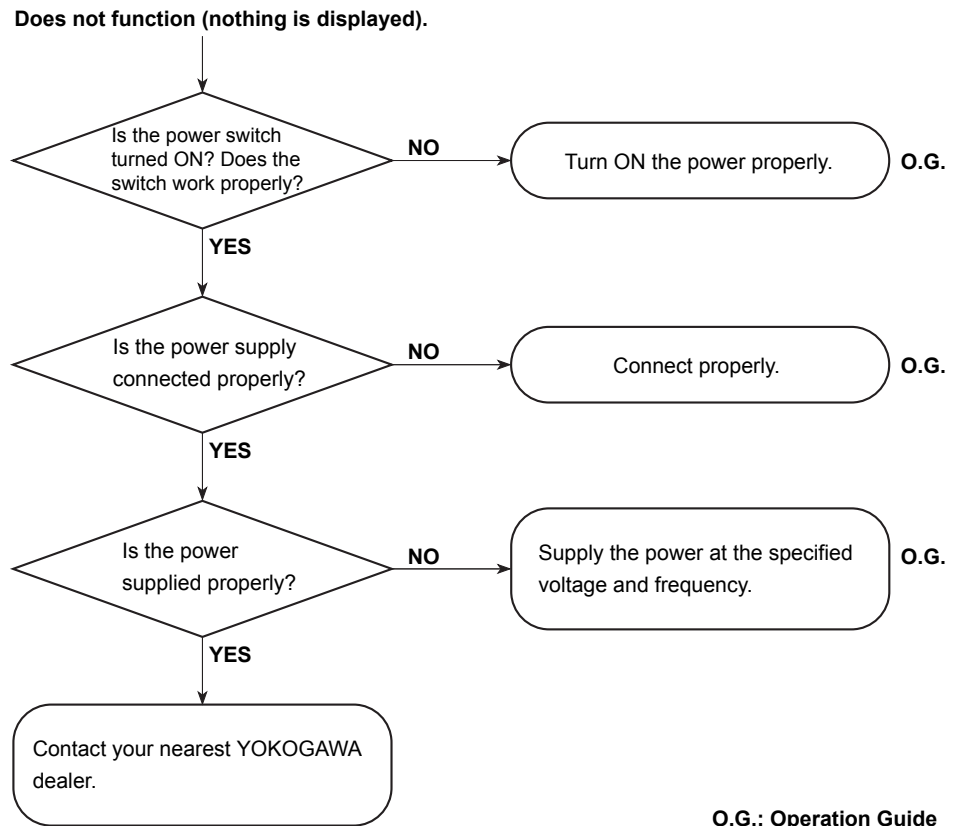 Does not function (nothing is displayed).
Is the power switch
turned ON? Does the
switch work properly?
NO
Turn ON the power properly.
O.G.
YES
Is the power supply
connected properly?
NO
Connect properly.
O.G.
YES
Is the power
supplied properly?
NO
Supply the power at the specified
voltage and frequency.
O.G.
YES
Contact your nearest YOKOGAWA
dealer.
O.G.: Operation Guide